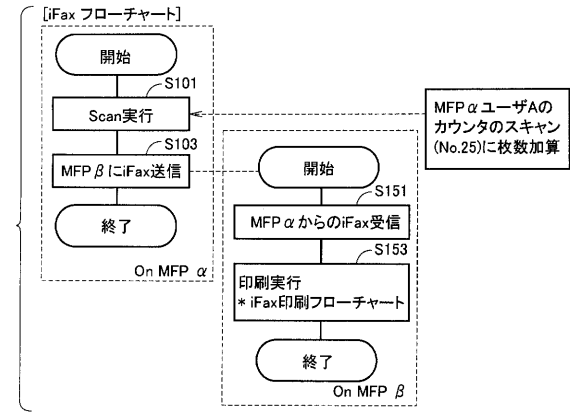 [iFax フローチャート]
開始
S101
Scan実行
S103
MFP βにiFax送信
終了
On MFP α
MFP αユーザAの
カウンタのスキャン
(No.25)に枚数加算
開始
S151
MFP αからのiFax受信
S153
印刷実行
* iFax印刷フローチャート
終了
On MFP β